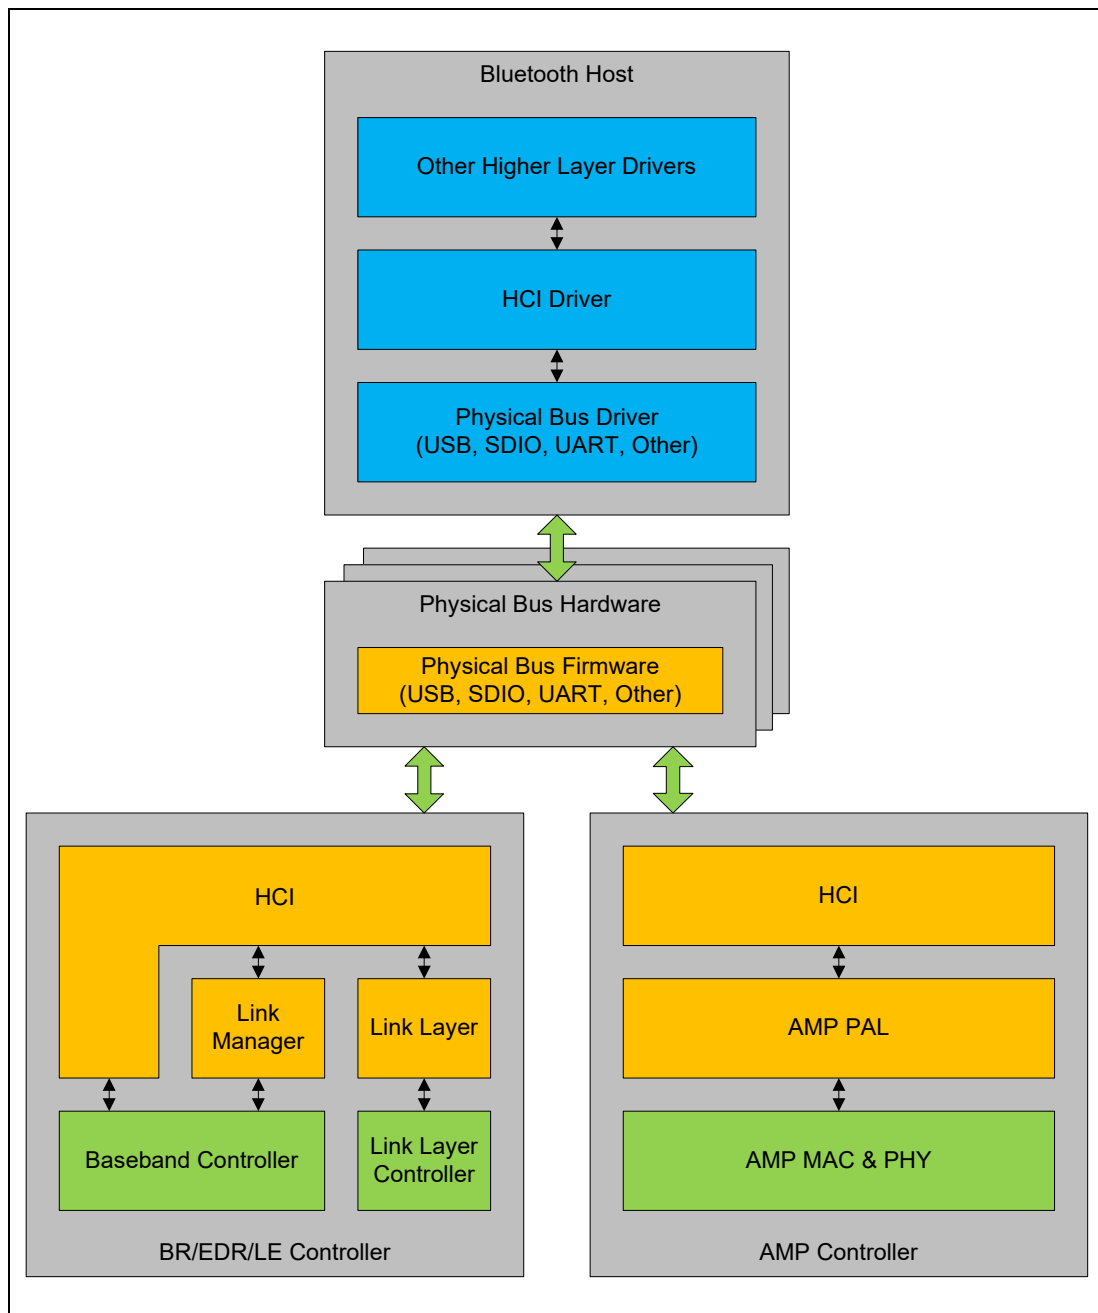 Bluetooth Host
Other Higher Layer Drivers
HCI Driver
Physical Bus Driver
(USB, SDIO, UART, Other)
Physical Bus Hardware
Physical Bus Firmware
(USB, SDIO, UART, Other)
HCI
Link
Manager
Link Layer
Baseband Controller
Link Layer
Controller
BR/EDR/LE Controller
HCI
AMP PAL
AMP MAC & PHY
AMP Controller